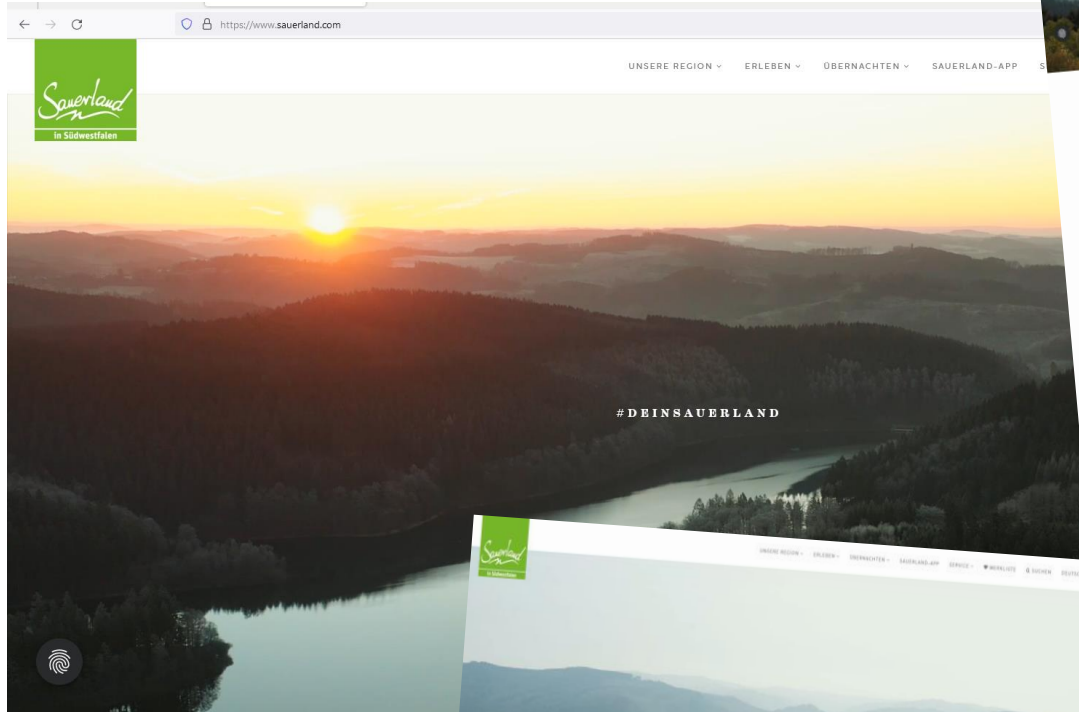 https://www.sauerland.com
Sauerland
in Südwestfalen
UNSERE REGION ERLEBEN ÜBERNACHTEN SAUERLAND-APP S
#DEINSAUERLAND
Sauerland
in Südwestfalen
UNSERE REGION ERLEBEN ÜBERNACHTEN SAUERLAND-APP SERVICE MERKLISTE SUCHEN DEUTSC